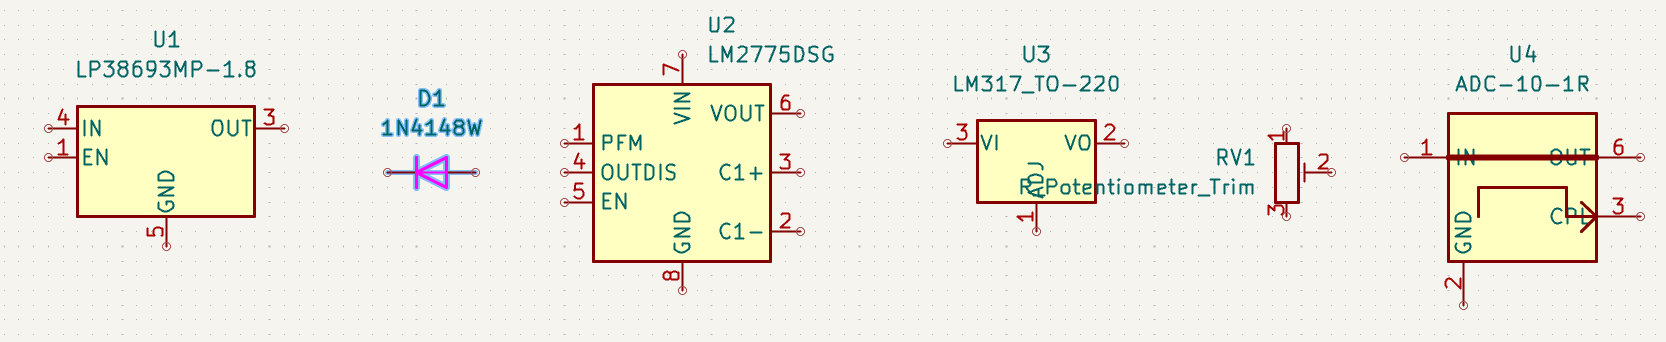 U1
LP38693MP-1.8
4
IN
OUT
3
1
EN
GND
5
D1
1N4148W
U2
LM2775DSG
7
VIN
VOUT
6
1
PFM
4
OUTDIS
C1+
3
5
EN
GND
C1-
2
8
U3
LM317_TO-220
3
VI
VO
2
ADJ
1
RV1
R_Potentiometer_Trim
1
2
3
U4
ADC-10-1R
1
IN
OUT
6
GND
CPL
3
2